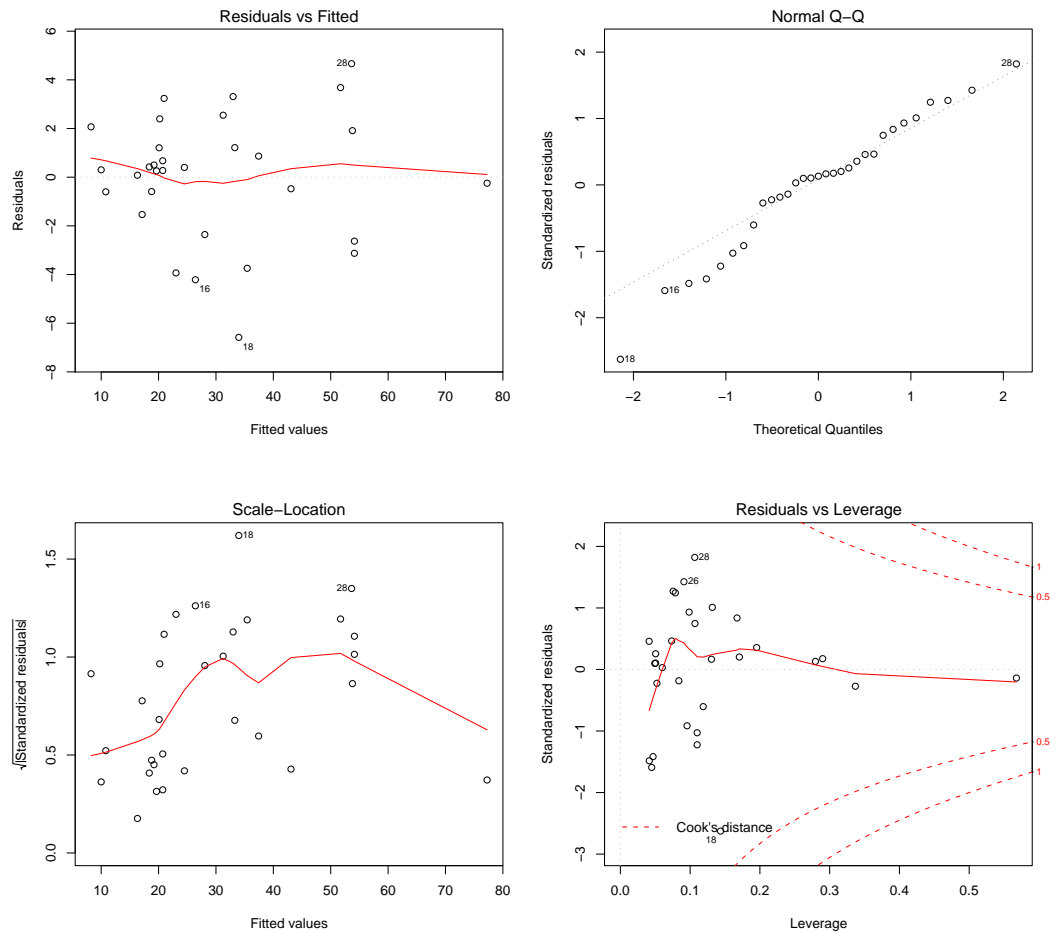 Residuals vs Fitted
6
4
2
0
−2
−4
−6
−8
Residuals
28
16
18
10 20 30 40 50 60 70 80
Fitted values
Normal Q−Q
2
1
0
−1
−2
Standardized residuals
28
16
18
−2 −1 0 1 2
Theoretical Quantiles
Scale−Location
1.5
1.0
0.5
0.0
√|Standardized residuals|
18
16
28
10 20 30 40 50 60 70 80
Fitted values
Residuals vs Leverage
2
1
0
−1
−2
−3
Standardized residuals
28
26
1
0.5
0.5
1
Cook's distance
18
0.0 0.1 0.2 0.3 0.4 0.5
Leverage